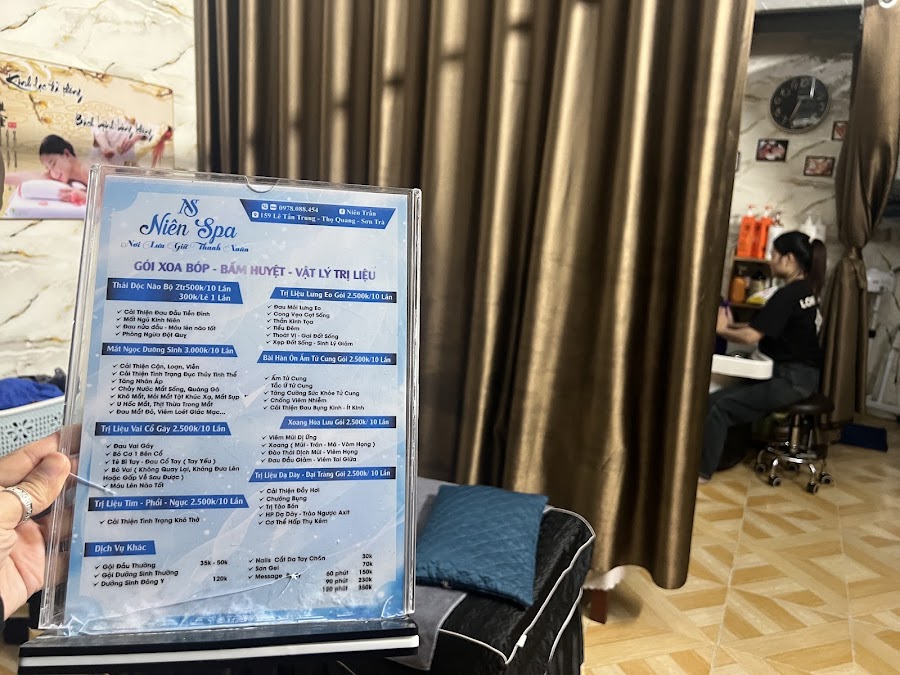 Kinh lạc
NS
Niên Spa
Nơi Lưu Giữ Thanh Xuân
0978.088.454 Niên Trần
159 Lê Tấn Trung - Thọ Quang - Sơn Trà
GÓI XOA BÓP - BẤM HUYỆT - VẬT LÝ TRỊ LIỆU
Thải Độc Não Bộ 2tr500k/10 Lần
300k/Lẻ 1 Lần
Cải Thiện Đau Đầu Tiền Đình
Mất Ngủ Kinh Niên
Đau nửa đầu - Máu lên não tốt
Phòng Ngừa Đột Quỵ
Mắt Ngọc Dưỡng Sinh 3.000k/10 Lần
Cải Thiện Cận, Loạn, Viễn
Cải Thiện Tình Trạng Đục Thủy Tinh Thể
Tăng Nhãn Áp
Chảy Nước Mắt Sống, Quáng Gà
Khô Mắt, Mỏi Mắt Tật Khúc Xạ, Mắt Sụp
U Hốc Mắt, Thịt Thừa Trong Mắt
Đau Mắt Đỏ, Viêm Loét Giác Mạc...
Trị Liệu Vai Cổ Gáy 2.500k/10 Lần
Đau Vai Gáy
Bó Cơ 1 Bên Cổ
Tê Bì Tay - Đau Cổ Tay ( Tay Yếu )
Bó Vai ( Không Quay Lại, Không Đưa Lên
Hoặc Gấp Về Sau Được )
Máu Lên Não Tốt
Trị Liệu Tim - Phổi - Ngực 2.500k/10 Lần
Cải Thiện Tình Trạng Khó Thở
Trị Liệu Lưng Eo Gói 2.500k/10 Lần
Đau Mỏi Lưng Eo
Cong Vẹo Cột Sống
Thần Kinh Tọa
Tiểu Đêm
Thoát Vị - Gai Đốt Sống
Xẹp Đốt Sống - Sinh Lý Giảm
Bài Hàn Ôn Ấm Tử Cung Gói 2.500k/10 Lần
Ấm Tử Cung
Tắc Ứ Tử Cung
Tăng Cường Sức Khỏe Tử Cung
Chống Viêm Nhiễm
Cải Thiện Đau Bụng Kinh - Ít Kinh
Xoang Hoa Lưu Gói 2.500k/10 Lần
Viêm Mũi Dị Ứng
Xoang ( Mũi - Trán - Má - Vòm Họng )
Đào Thải Dịch Mũi - Viêm Họng
Đau Đầu Giảm - Viêm Tai Giữa
Trị Liệu Dạ Dày - Đại Tràng Gói 2.500k/ 10 Lần
Cải Thiện Đầy Hơi
Chướng Bụng
Trị Táo Bón
HP Dạ Dày - Trào Ngược Axit
Cơ Thể Hấp Thụ Kém
Dịch Vụ Khác
Gội Đầu Thường 35k - 50k
Gội Dưỡng Sinh Thường
Dưỡng Sinh Đông Y 120k
Nails Cắt Da Tay Chân 30k
Sơn Gel 70k
Message 60 phút 150k
90 phút 230k
120 phút 350k